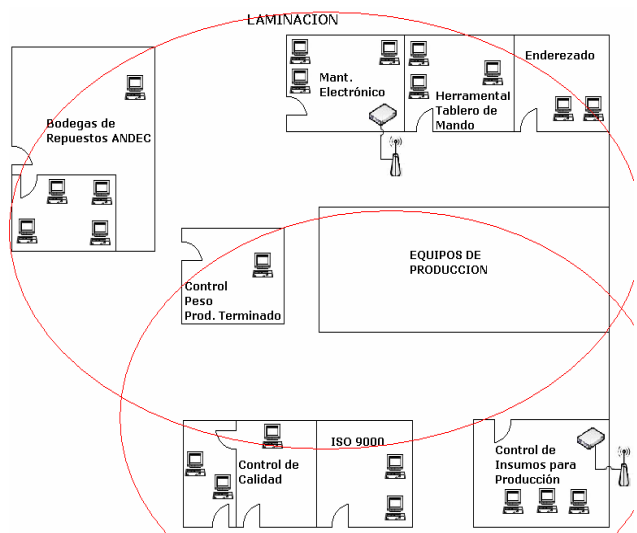 LAMINACION
Mant.
Electrónico
Herramental
Tablero de
Mando
Enderezado
Bodegas de
Repuestos ANDEC
Control
Peso
Prod. Terminado
EQUIPOS DE
PRODUCCION
Control de
Calidad
ISO 9000
Control de
Insumos para
Producción